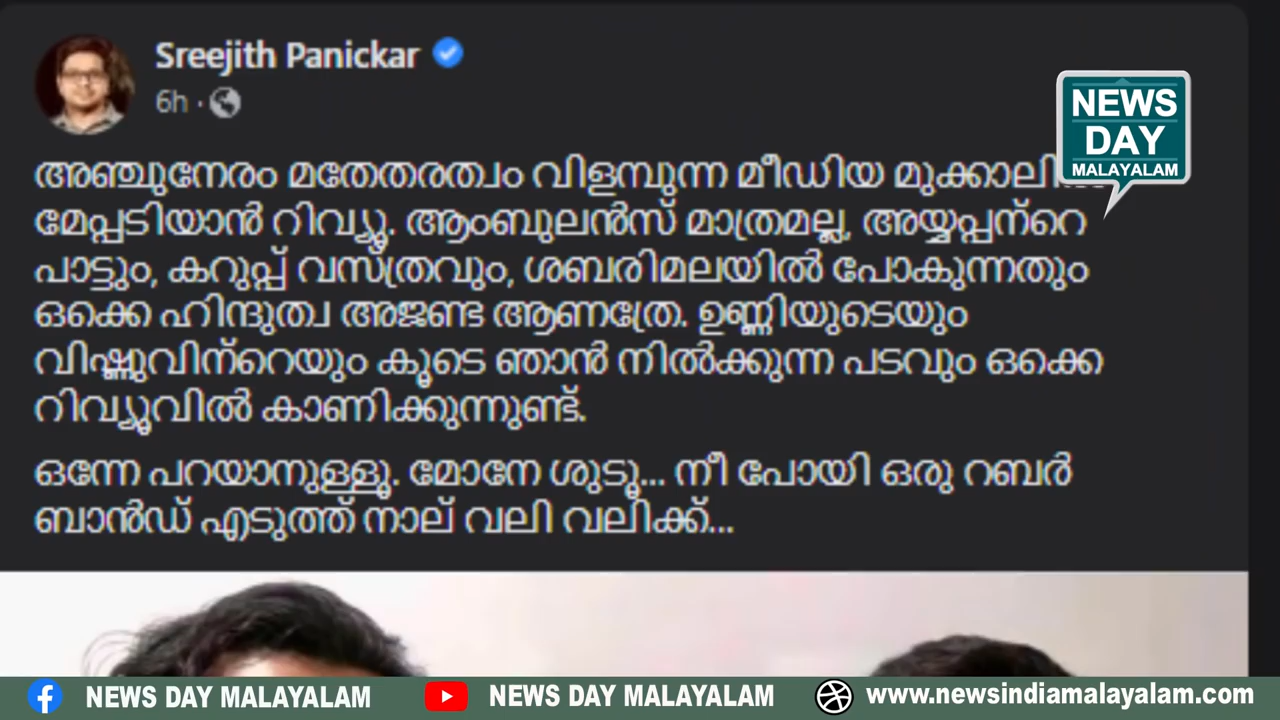 Sreejith Panickar
6h ·
NEWS
DAY
MALAYALAM
അഞ്ചുനേരം മതേതരത്വം വിളമ്പുന്ന മീഡിയ
മേപ്പടിയാൻ റിവ്യൂ. ആംബുലൻസ് മാത്രമല്ല, അയ്യപ്പന്റെ
പാട്ടും, കറുപ്പ് വസ്ത്രവും, ശബരിമലയിൽ പോകുന്നതും
ഒക്കെ ഹിന്ദുത്വ അജണ്ട ആണത്രേ. ഉണ്ണിയുടെയും
വിഷ്ണുവിന്റെയും കൂടെ ഞാൻ നിൽക്കുന്ന പടവും ഒക്കെ
റിവ്യൂവിൽ കാണിക്കുന്നുണ്ട്.
ഒന്നേ പറയാനുള്ളൂ. മോനേ ശുടൂ... നീ പോയി ഒരു റബർ
ബാൻഡ് എടുത്ത് നാല് വലി വലിക്ക്...
NEWS DAY MALAYALAM
NEWS DAY MALAYALAM
www.newsindiamalayalam.com